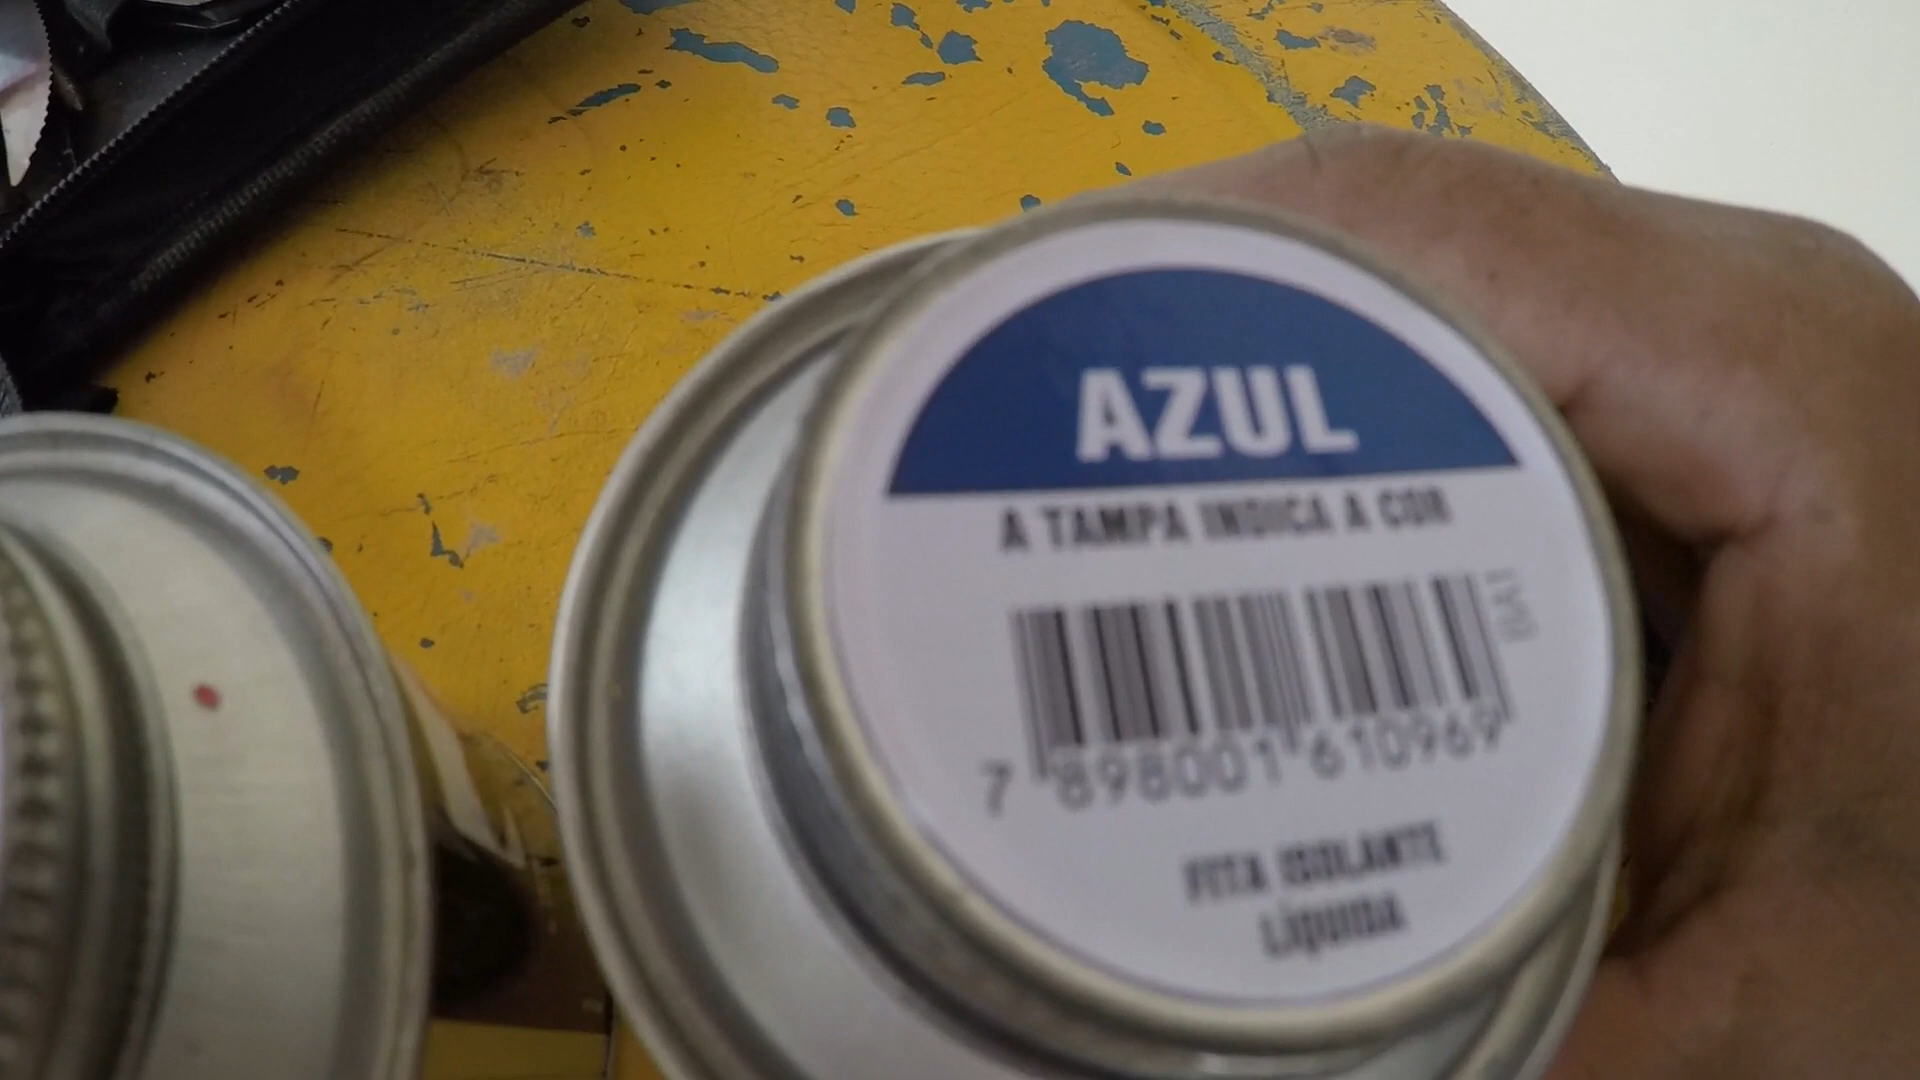 AZUL
A TAMPA INDICA A COR
7 898001 610969
FITA ISOLANTE
LÍQUIDA